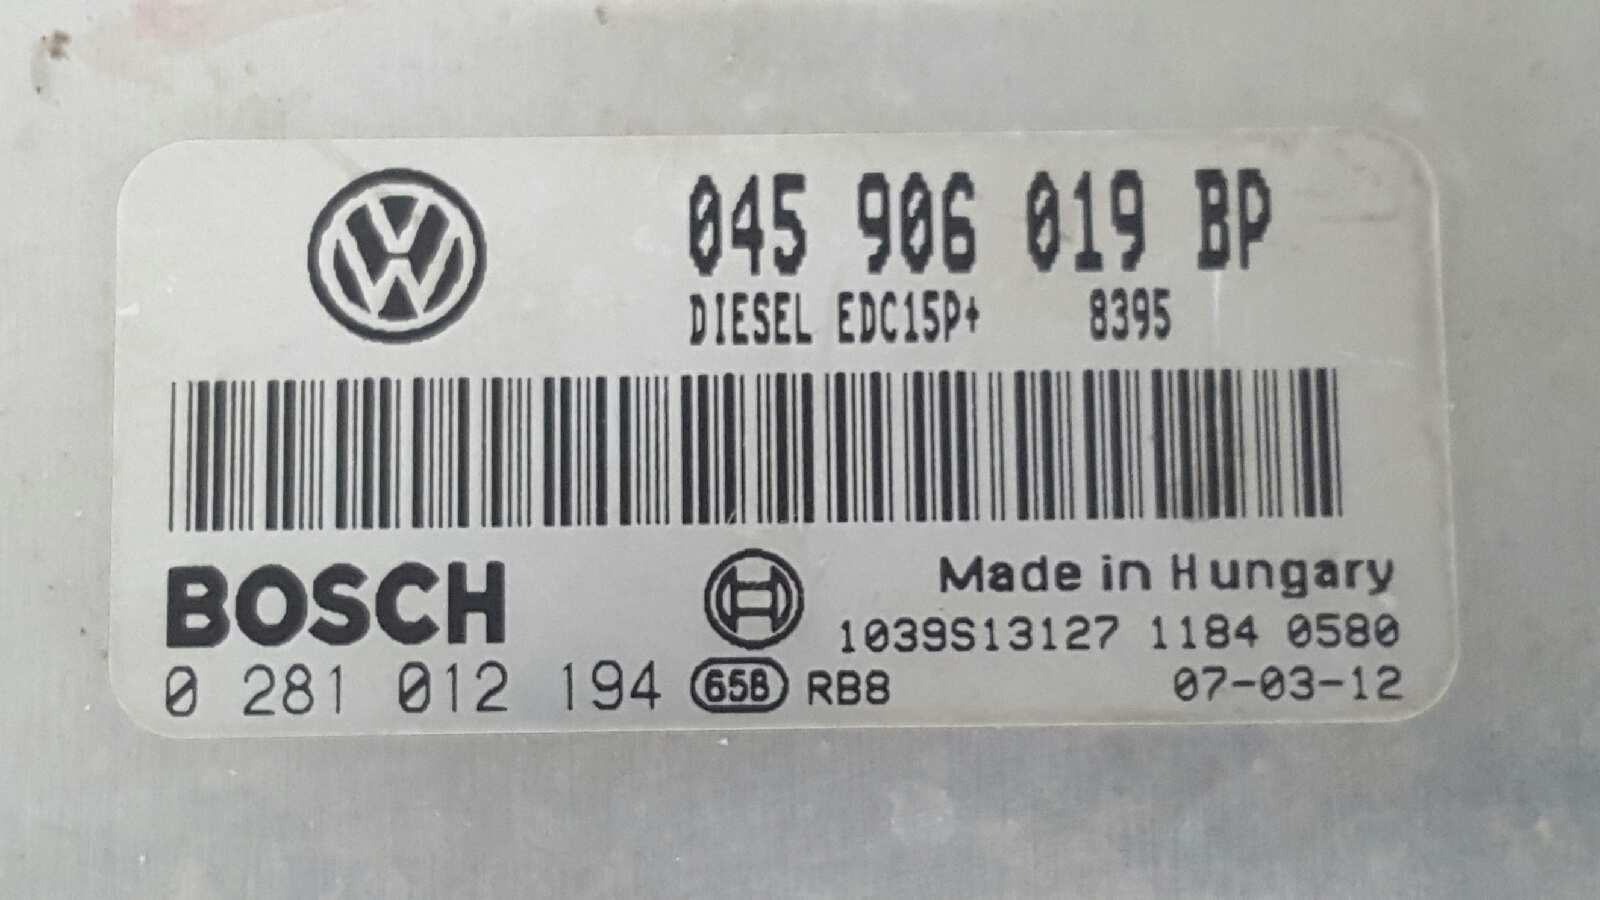 045 906 019 BP
DIESEL EDC15P+ 8395
BOSCH
Made in Hungary
1039S13127 1184 0580
0 281 012 194 65B RB8 07-03-12